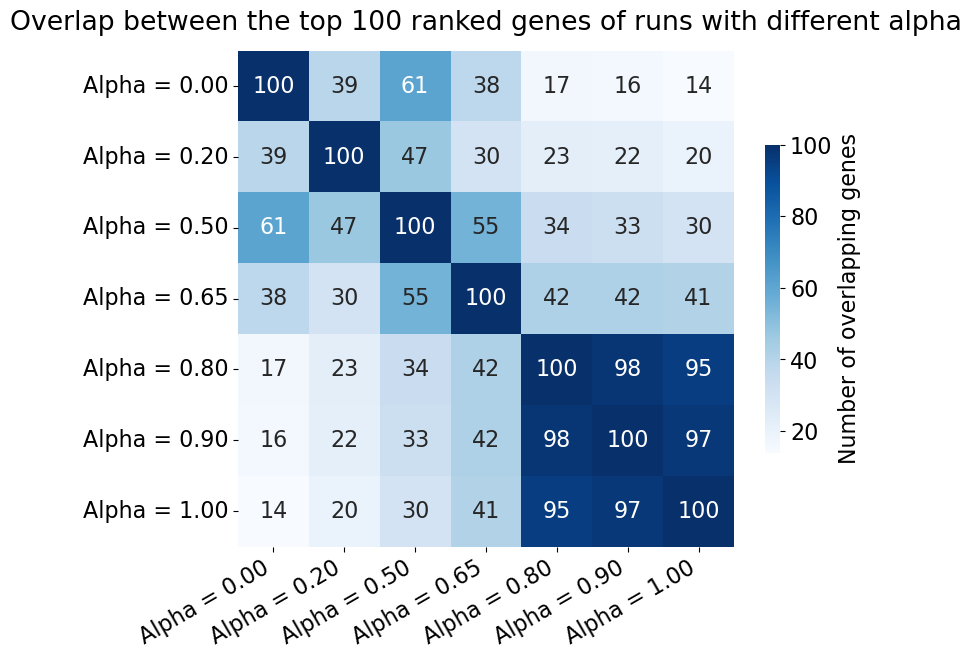 Overlap between the top 100 ranked genes of runs with different alpha
Alpha = 0.00 100 39 61 38 17 16 14
Alpha = 0.20 39 100 47 30 23 22 20
Alpha = 0.50 61 47 100 55 34 33 30
Alpha = 0.65 38 30 55 100 42 42 41
Alpha = 0.80 17 23 34 42 100 98 95
Alpha = 0.90 16 22 33 42 98 100 97
Alpha = 1.00 14 20 30 41 95 97 100
Alpha = 0.00
Alpha = 0.20
Alpha = 0.50
Alpha = 0.65
Alpha = 0.80
Alpha = 0.90
Alpha = 1.00
100
80
60
40
20
Number of overlapping genes